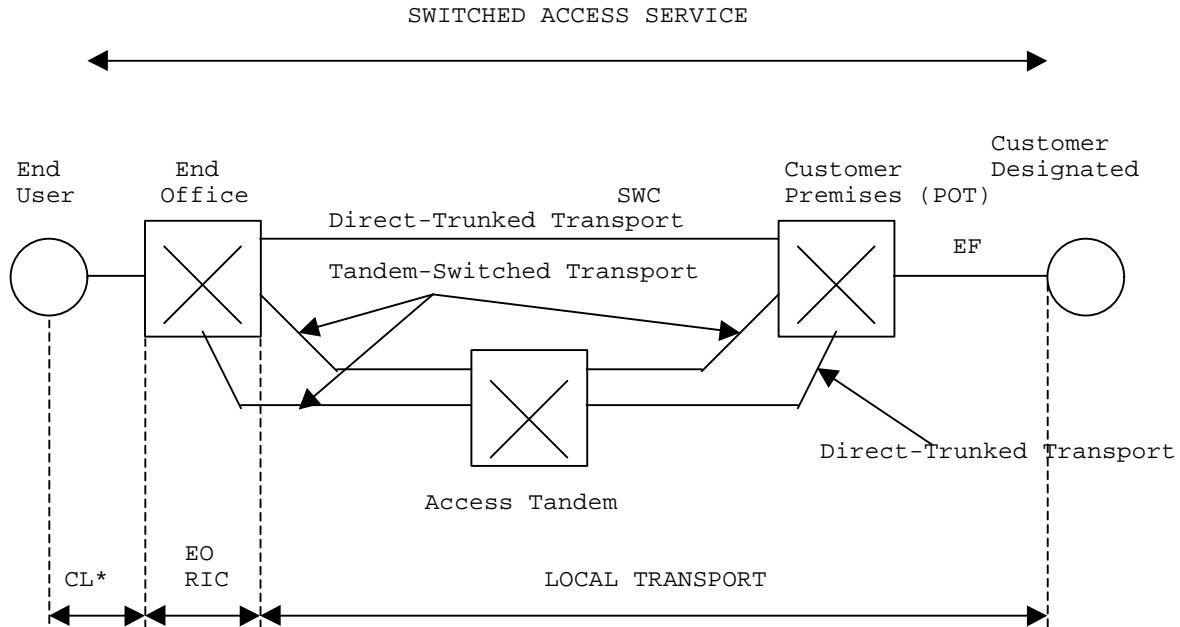 SWITCHED ACCESS SERVICE
Customer
End End Customer Designated
User Office SWC Premises (POT)
Direct-Trunked Transport
EF
Tandem-Switched Transport
Direct-Trunked Transport
Access Tandem
EO
CL* RIC LOCAL TRANSPORT